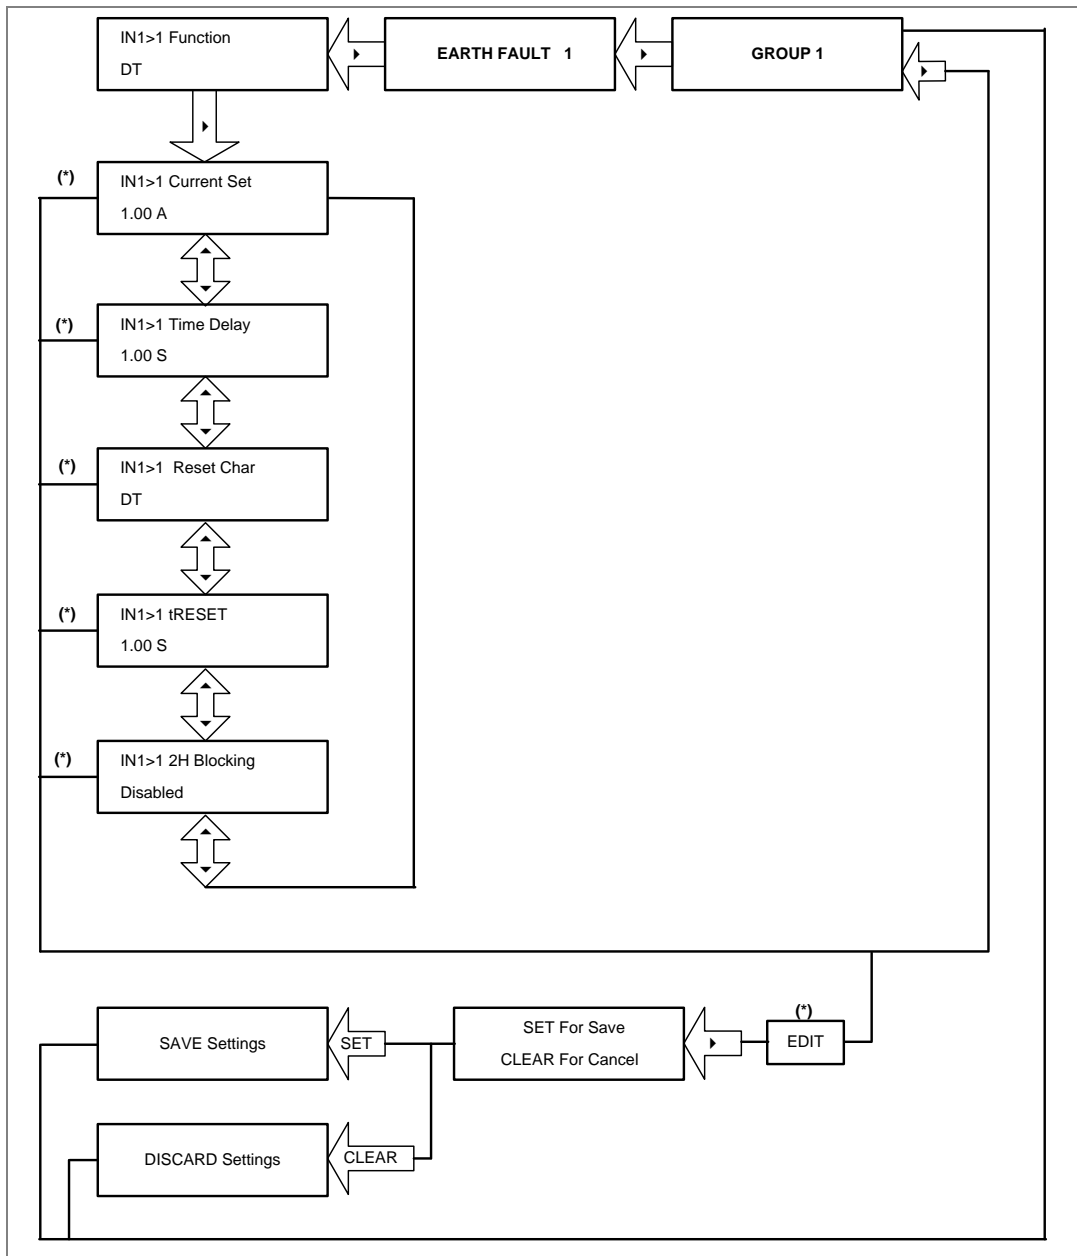 IN1>1 Function
DT
EARTH FAULT 1
GROUP 1
(*)
IN1>1 Current Set
1.00 A
(*)
IN1>1 Time Delay
1.00 S
(*)
IN1>1 Reset Char
DT
(*)
IN1>1 tRESET
1.00 S
(*)
IN1>1 2H Blocking
Disabled
SAVE Settings
SET
SET For Save
CLEAR For Cancel
(*)
EDIT
DISCARD Settings
CLEAR